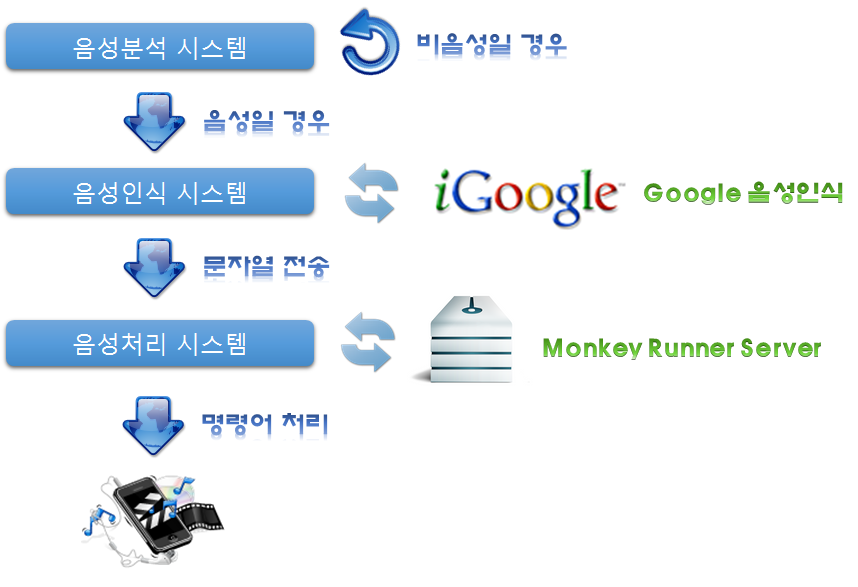 음성분석 시스템
비음성일 경우
음성일 경우
음성인식 시스템
iGoogle™
Google 음성인식
문자열 전송
음성처리 시스템
Monkey Runner Server
명령어 처리